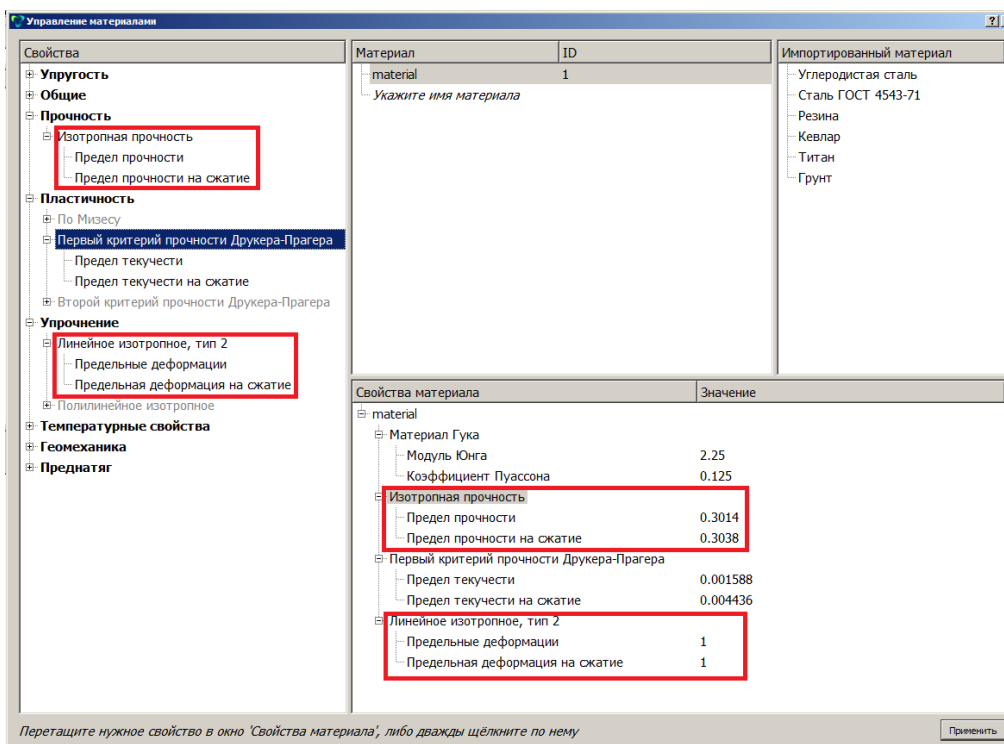 Управление материалами
Свойства
Упругость
Общие
Прочность
Изотропная прочность
Предел прочности
Предел прочности на сжатие
Пластичность
По Мизесу
Первый критерий прочности Друкера-Прагера
Предел текучести
Предел текучести на сжатие
Второй критерий прочности Друкера-Прагера
Упрочнение
Линейное изотропное, тип 2
Предельные деформации
Предельная деформация на сжатие
Полилинейное изотропное
Температурные свойства
Геомеханика
Преднатяг
Материал ID
material 1
Укажите имя материала
Импортированный материал
Углеродистая сталь
Сталь ГОСТ 4543-71
Резина
Кевлар
Титан
Грунт
Свойства материала Значение
material
Материал Гука
Модуль Юнга 2.25
Коэффициент Пуассона 0.125
Изотропная прочность
Предел прочности 0.3014
Предел прочности на сжатие 0.3038
Первый критерий прочности Друкера-Прагера
Предел текучести 0.001588
Предел текучести на сжатие 0.004436
Линейное изотропное, тип 2
Предельные деформации 1
Предельная деформация на сжатие 1
Перетащите нужное свойство в окно 'Свойства материала', либо дважды щёлкните по нему
Применить